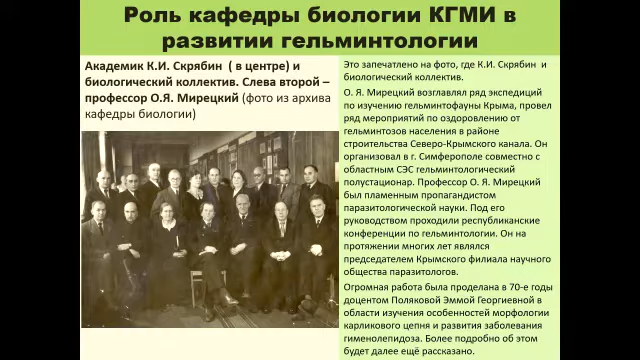 Роль кафедры биологии КГМИ в
развитии гельминтологии
Академик К.И. Скрябин ( в центре) и
биологический коллектив. Слева второй –
профессор О.Я. Мирецкий (фото из архива
кафедры биологии)
Это запечатлено на фото, где К.И. Скрябин и
биологический коллектив.
О. Я. Мирецкий возглавлял ряд экспедиций
по изучению гельминтофауны Крыма, провел
ряд мероприятий по оздоровлению от
гельминтозов населения в районе
строительства Северо-Крымского канала. Он
организовал в г. Симферополе совместно с
областным СЭС гельминтологический
полустационар. Профессор О. Я. Мирецкий
был пламенным пропагандистом
паразитологической науки. Под его
руководством проходили республиканские
конференции по гельминтологии. Он на
протяжении многих лет являлся
председателем Крымского филиала научного
общества паразитологов.
Огромная работа была проделана в 70-е годы
доцентом Поляковой Эммой Георгиевной в
области изучения особенностей морфологии
карликового цепня и развития заболевания
гименолепидоза. Более подробно об этом
будет далее ещё рассказано.